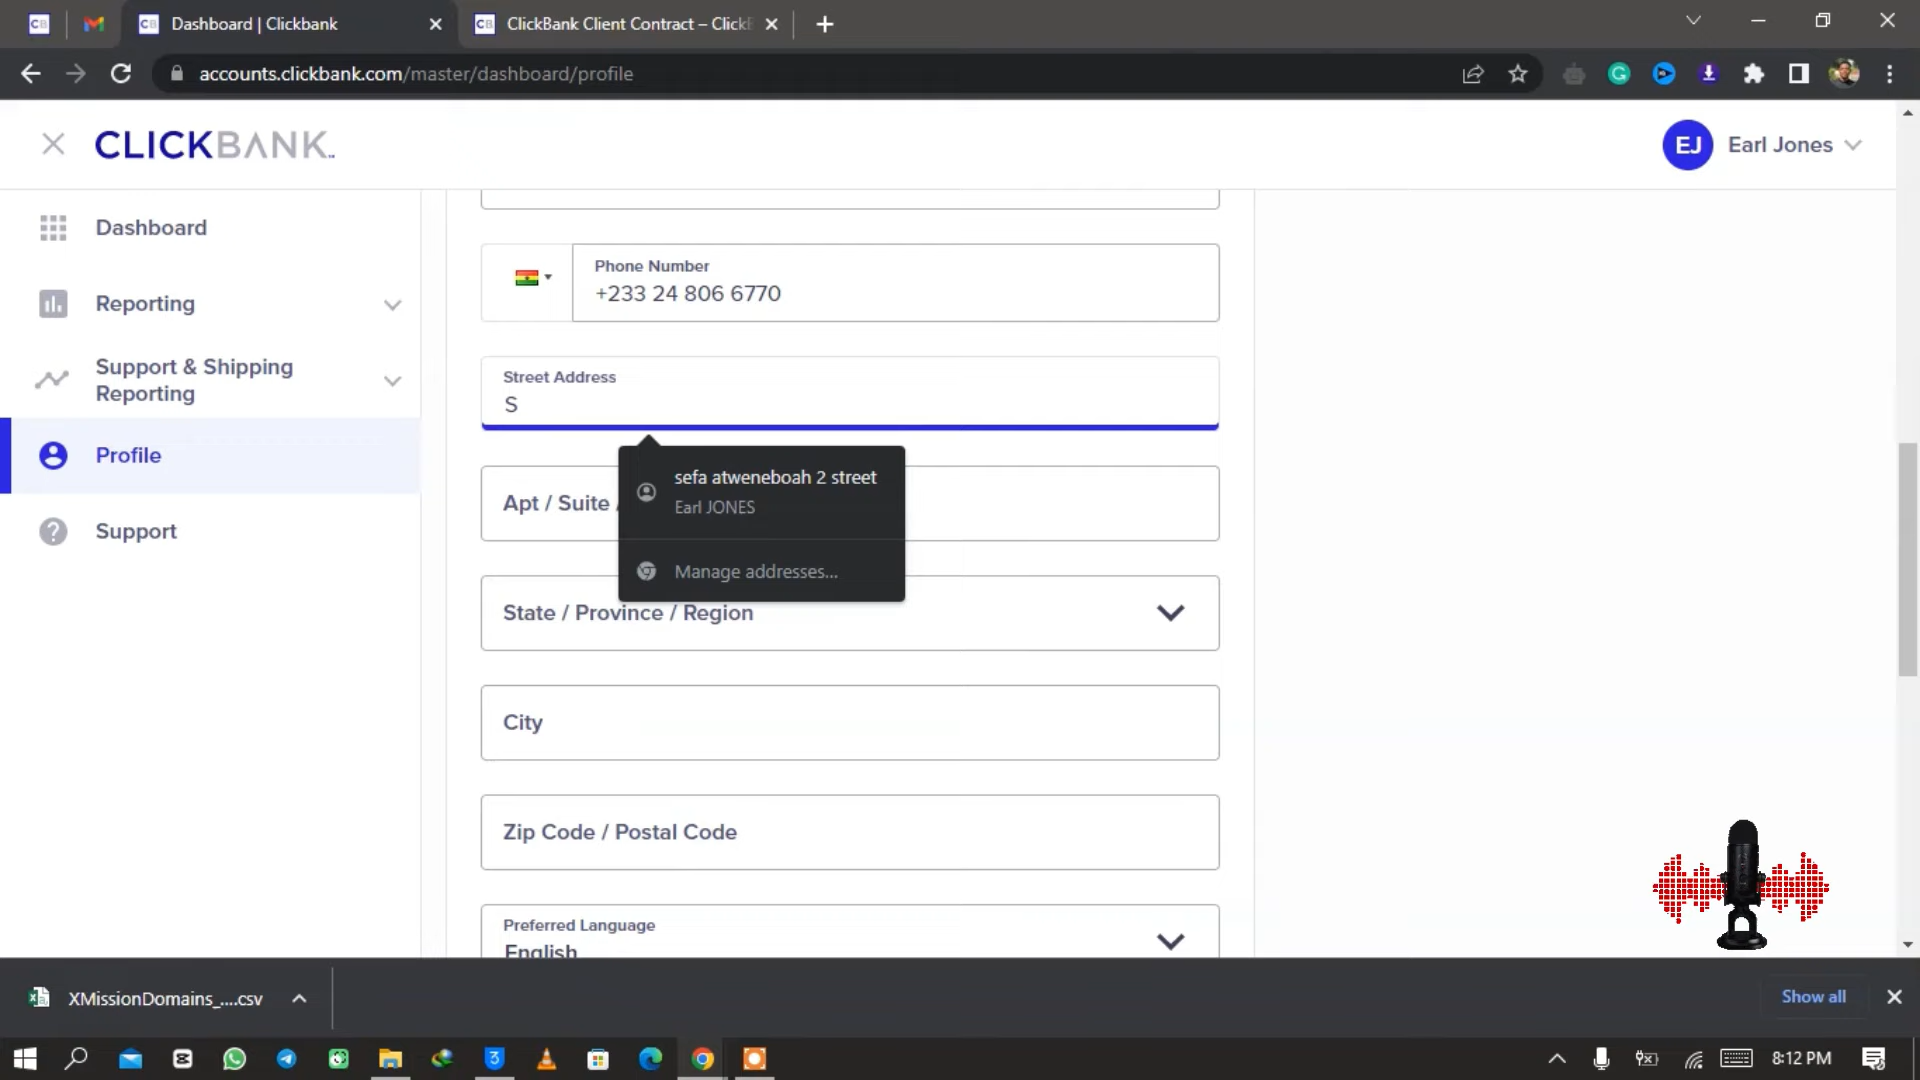 Dashboard | Clickbank
ClickBank Client Contract – Click
accounts.clickbank.com/master/dashboard/profile
CLICKBANK
EJ
Earl Jones
Dashboard
Reporting
Support & Shipping
Reporting
Profile
Support
Phone Number
+233 24 806 6770
Street Address
S
sefa atweneboah 2 street
Earl JONES
Manage addresses...
Apt / Suite
State / Province / Region
City
Zip Code / Postal Code
Preferred Language
English
XMissionDomains_....csv
Show all
8:12 PM